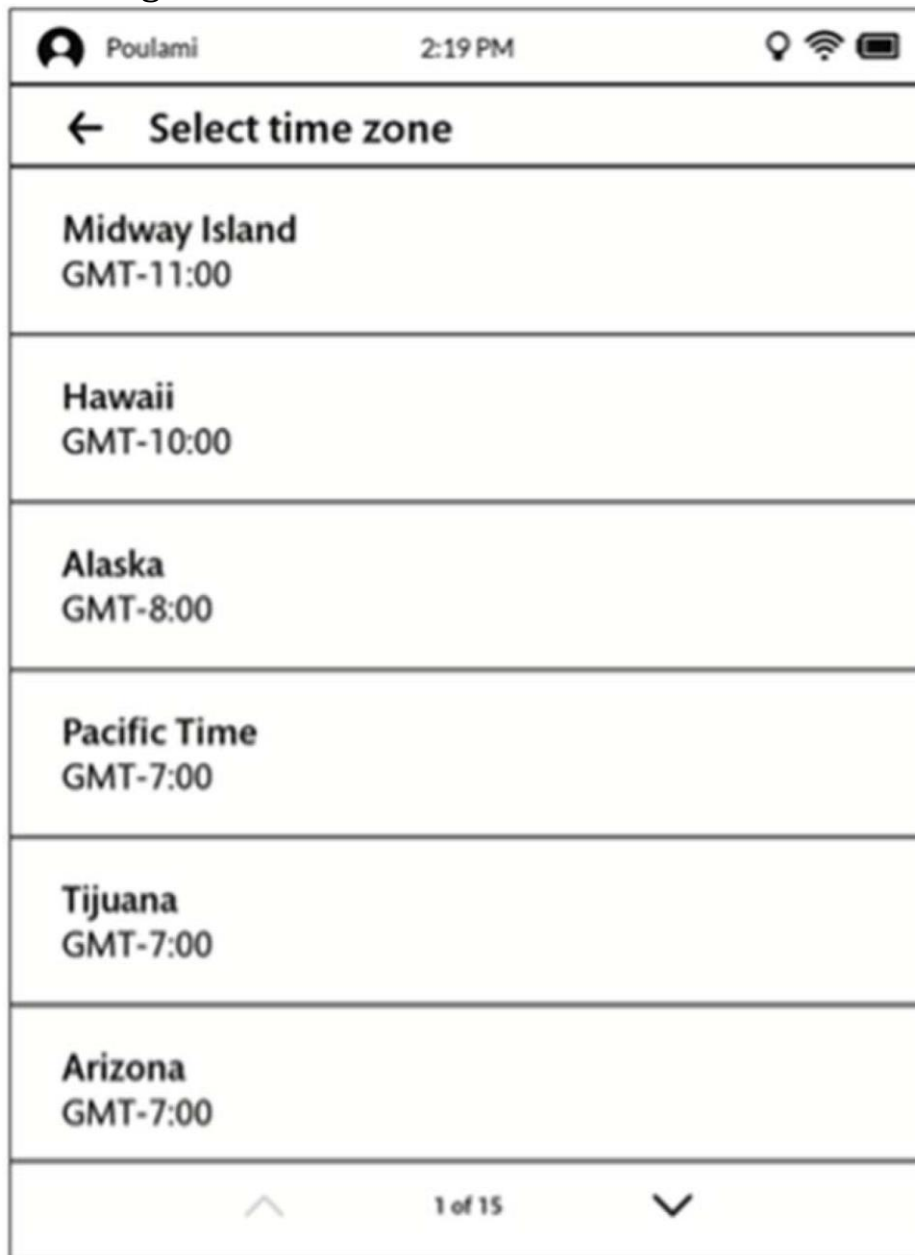 Poulami 2:19 PM
Select time zone
Midway Island
GMT-11:00
Hawaii
GMT-10:00
Alaska
GMT-8:00
Pacific Time
GMT-7:00
Tijuana
GMT-7:00
Arizona
GMT-7:00
1 of 15